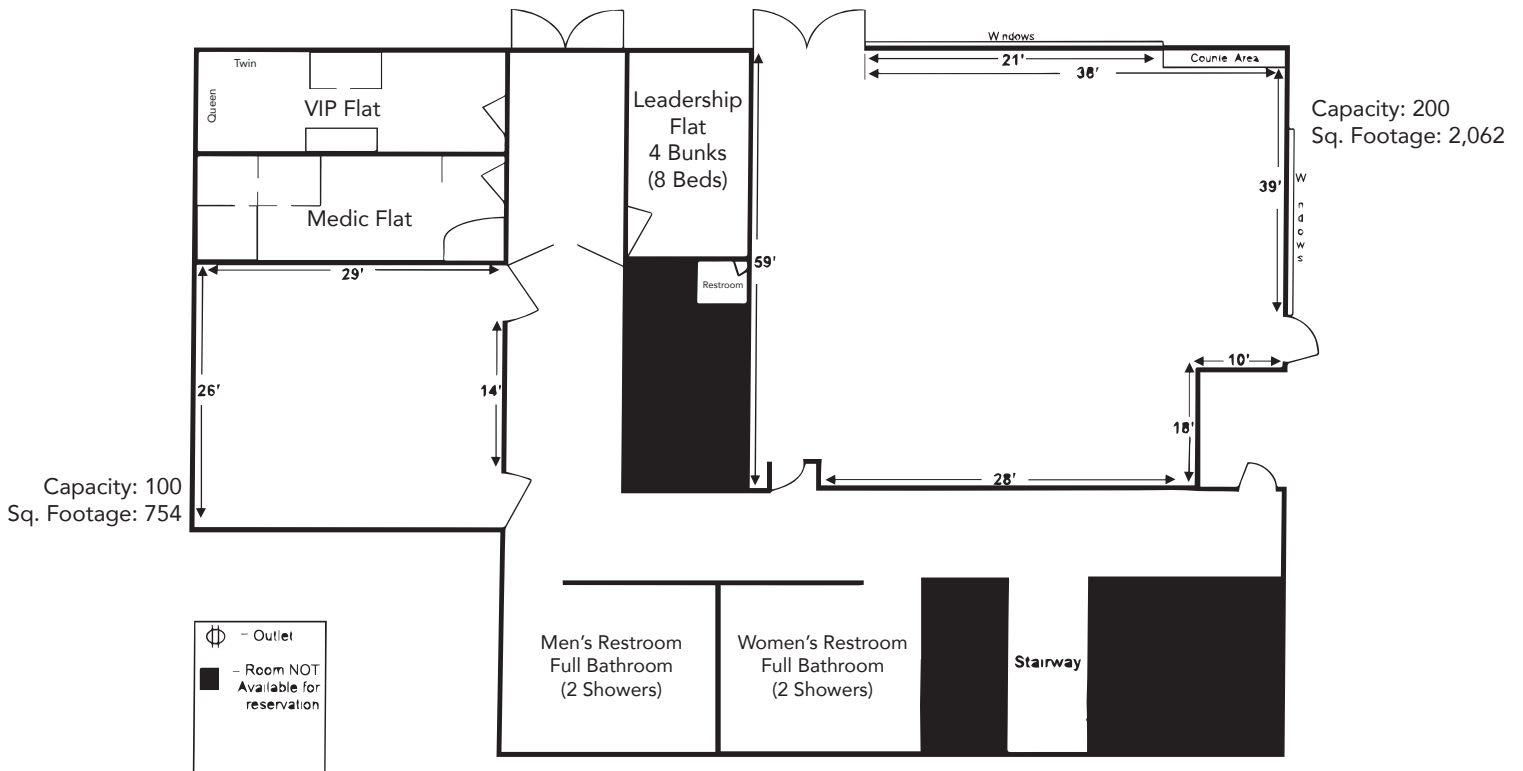 W ndows
21'
Counie Area
38'
Twin
Queen
VIP Flat
Leadership
Flat
4 Bunks
(8 Beds)
Capacity: 200
Sq. Footage: 2,062
W
n
d
o
w
s
39'
Medic Flat
29'
59'
Restroom
10'
26'
14'
18'
28'
Capacity: 100
Sq. Footage: 754
– Outlet
– Room NOT
Available for
reservation
Men's Restroom
Full Bathroom
(2 Showers)
Women's Restroom
Full Bathroom
(2 Showers)
Stairway